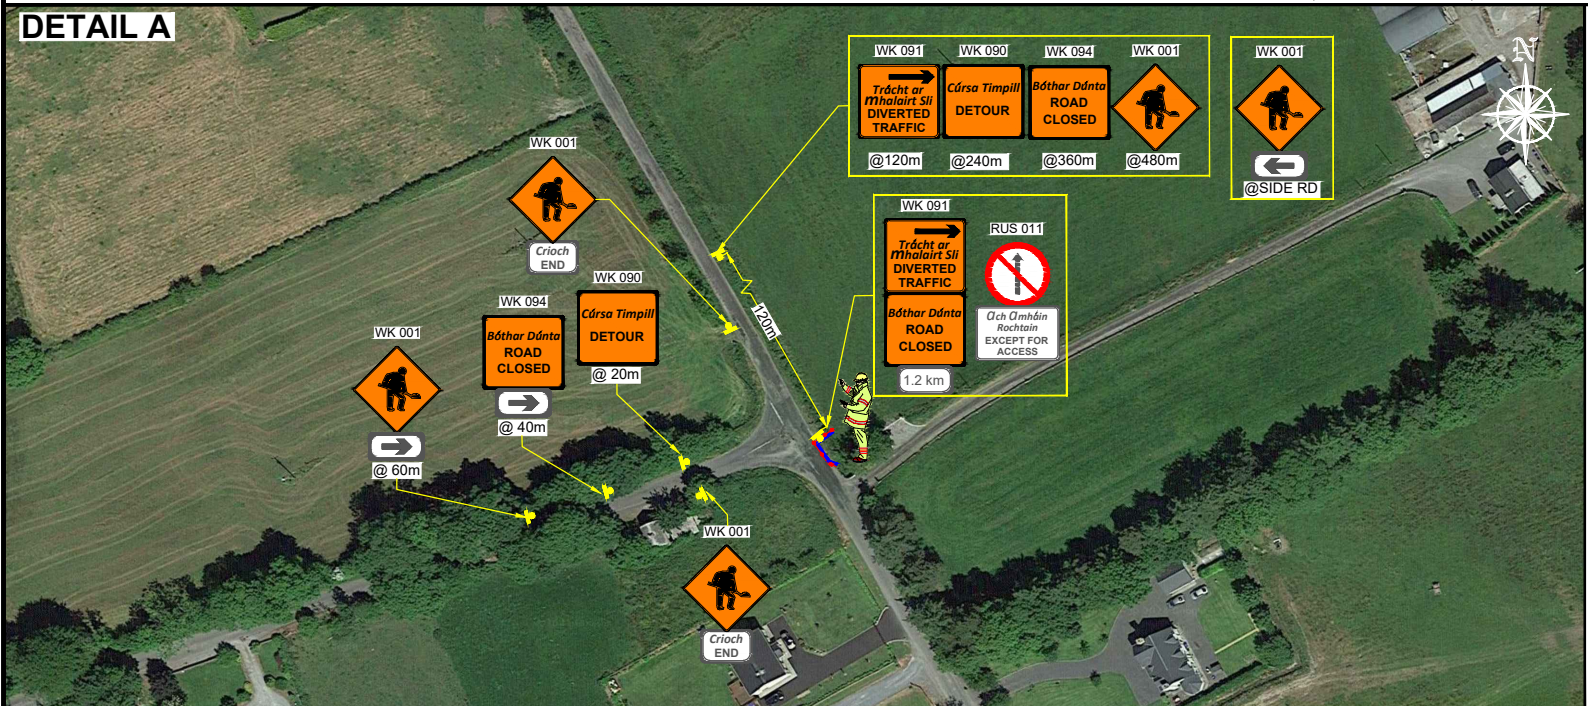 DETAIL A
WK 091
WK 090
WK 094
WK 001
Trácht ar
mhalairt Slí
DIVERTED
TRAFFIC
Cúrsa Timpill
DETOUR
Bóthar Dúnta
ROAD
CLOSED
@120m
@240m
@360m
@480m
WK 001
@SIDE RD
N
WK 001
Críoch
END
WK 091
Trácht ar
mhalairt Slí
DIVERTED
TRAFFIC
Bóthar Dúnta
ROAD
CLOSED
1.2 km
RUS 011
Ach Amháin
Rochtain
EXCEPT FOR
ACCESS
120m
WK 090
Cúrsa Timpill
DETOUR
@ 20m
WK 094
Bóthar Dúnta
ROAD
CLOSED
@ 40m
WK 001
@ 60m
WK 001
Críoch
END